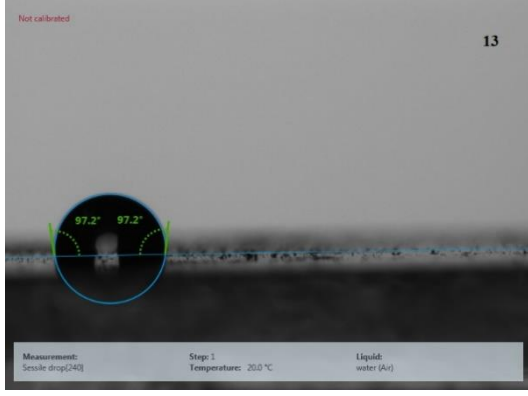 Not calibrated
13
97.2° 97.2°
Measurement: Step: 1 Liquid:
Sessile drop[240] Temperature: 20.0 °C water (Air)